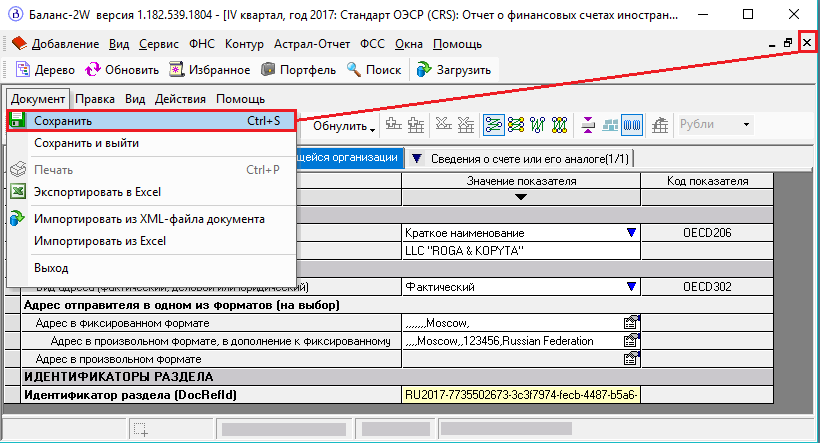 Баланс-2W версия 1.182.539.1804 - [IV квартал, год 2017: Стандарт ОЭСР (CRS): Отчет о финансовых счетах иностран...
Добавление Вид Сервис ФНС Контур Астрал-Отчет ФСС Окна Помощь
Дерево Обновить Избранное Портфель Поиск Загрузить
Документ Правка Вид Действия Помощь
Сохранить Ctrl+S
Обнулить
Рубли
Сохранить и выйти
щейся организации Сведения о счете или его аналоге(1/1)
Печать Ctrl+P
Значение показателя Код показателя
Экспортировать в Excel
Импортировать из XML-файла документа
Импортировать из Excel
Краткое наименование OECD206
LLC "ROGA & KOPYTA"
Выход
Вид адреса (фактический, деловой или юридический) Фактический OECD302
Адрес отправителя в одном из форматов (на выбор)
Адрес в фиксированном формате ,,,,,,,Moscow,
Адрес в произвольном формате, в дополнение к фиксированному ,,,,Moscow,,123456,Russian Federation
Адрес в произвольном формате
ИДЕНТИФИКАТОРЫ РАЗДЕЛА
Идентификатор раздела (DocRefId) RU2017-7735502673-3c3f7974-fecb-4487-b5a6-